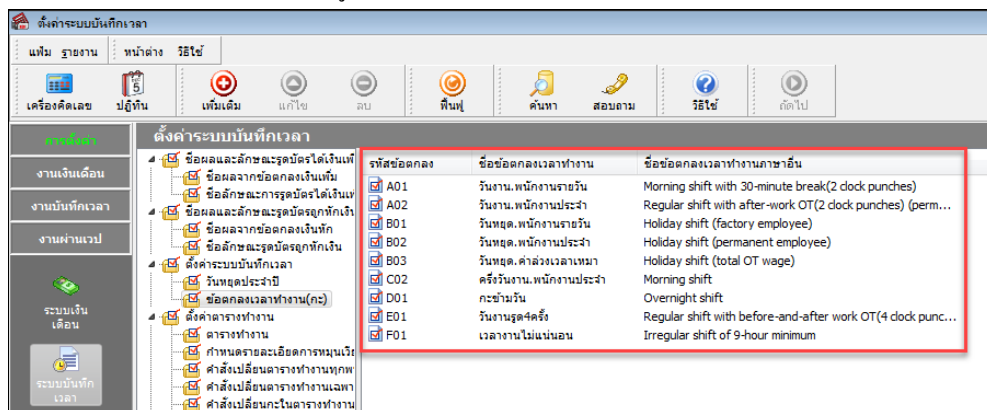 ตั้งค่าระบบบันทึกเวลา
แฟ้ม รายงาน หน้าต่าง วิธีใช้
เครื่องคิดเลข ปฏิทิน เพิ่มเติม แก้ไข ลบ ฟื้นฟู ค้นหา สอบถาม วิธีใช้ ถัดไป
การตั้งค่า
งานเงินเดือน
งานบันทึกเวลา
งานผ่านเวป
ระบบเงิน
เดือน
ระบบบันทึก
เวลา
ตั้งค่าระบบบันทึกเวลา
ชื่อผลและลักษณะรูดบัตรได้เงินเพิ่
ชื่อผลจากข้อตกลงเงินเพิ่ม
ชื่อลักษณะการรูดบัตรได้เงินเพ
ชื่อผลและลักษณะรูดบัตรถูกหักเงิ
ชื่อผลจากข้อตกลงเงินหัก
ชื่อลักษณะรูดบัตรถูกหักเงิน
ตั้งค่าระบบบันทึกเวลา
วันหยุดประจำปี
ข้อตกลงเวลาทำงาน(กะ)
ตั้งค่าตารางทำงาน
ตารางทำงาน
กำหนดรายละเอียดการหมุนเวี
คำสั่งเปลี่ยนตารางทำงานทุกพ
คำสั่งเปลี่ยนตารางทำงานเฉพา
คำสั่งเปลี่ยนกะในตารางทำงาน
รหัสข้อตกลง ชื่อข้อตกลงเวลาทำงาน ชื่อข้อตกลงเวลาทำงานภาษาอื่น
A01 วันงาน.พนักงานรายวัน Morning shift with 30-minute break(2 clock punches)
A02 วันงาน.พนักงานประจำ Regular shift with after-work OT(2 clock punches) (perm...
B01 วันหยุด.พนักงานรายวัน Holiday shift (factory employee)
B02 วันหยุด.พนักงานประจำ Holiday shift (permanent employee)
B03 วันหยุด.ค่าล่วงเวลาเหมา Holiday shift (total OT wage)
C02 ครึ่งวันงาน.พนักงานประจำ Morning shift
D01 กะข้ามวัน Overnight shift
E01 วันงานรูด4ครั้ง Regular shift with before-and-after work OT(4 clock punc...
F01 เวลางานไม่แน่นอน Irregular shift of 9-hour minimum